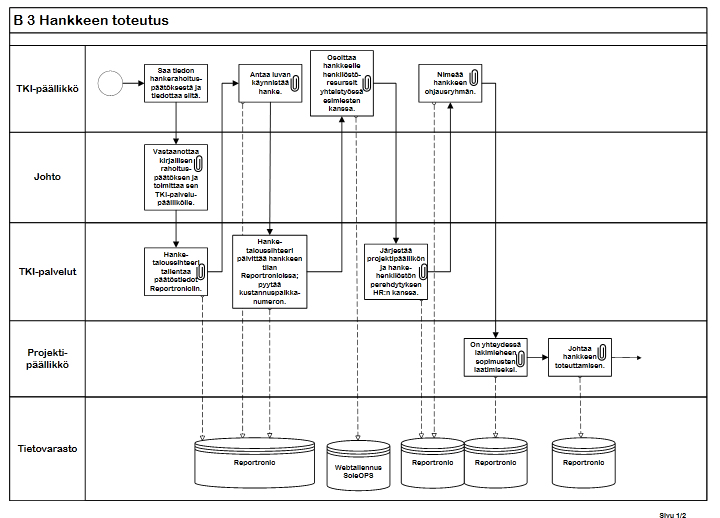 B 3 Hankkeen toteutus
TKI-päällikkö
Saa tiedon
hankerahoitus-
päätöksestä ja
tiedottaa siitä.
Antaa luvan
käynnistää
hanke.
Osoittaa
hankkeelle
henkilöstö-
resurssit
yhteistyössä
esimiesten
kanssa.
Nimeää
hankkeen
ohjausryhmän.
Johto
Vastaanottaa
kirjallisen
rahoitus-
päätöksen ja
toimittaa sen
TKI-palvelu-
päällikölle.
TKI-palvelut
Hanke-
taloussihteeri
tallentaa
päätöstiedot
Reportroniciin.
Hanke-
taloussihteeri
päivittää hankkeen
tilan
Reportronicissa;
pyytää
kustannuspaikka-
numeron.
Järjestää
projektipäällikön
ja hanke-
henkilöstön
perehdytyksen
HR:n kanssa.
Projekti-
päällikkö
On yhteydessä
lakimieheen
sopimusten
laatimiseksi.
Johtaa
hankkeen
toteuttamisen.
Tietovarasto
Reportronic
Webtallennus
SoleOPS
Reportronic
Reportronic
Reportronic
Sivu 1/2